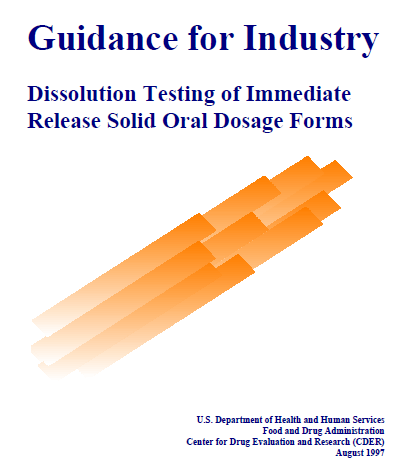 Guidance for Industry
Dissolution Testing of Immediate
Release Solid Oral Dosage Forms
U.S. Department of Health and Human Services
Food and Drug Administration
Center for Drug Evaluation and Research (CDER)
August 1997